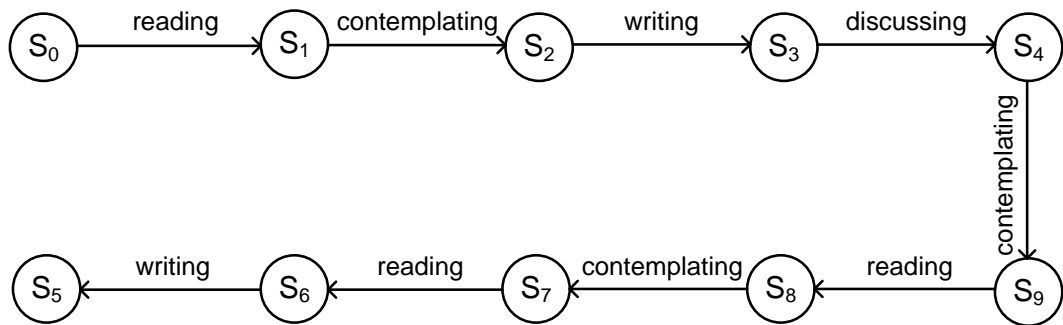 reading contemplating writing discussing
S0 S1 S2 S3 S4
contemplating
writing reading contemplating reading
S5 S6 S7 S8 S9